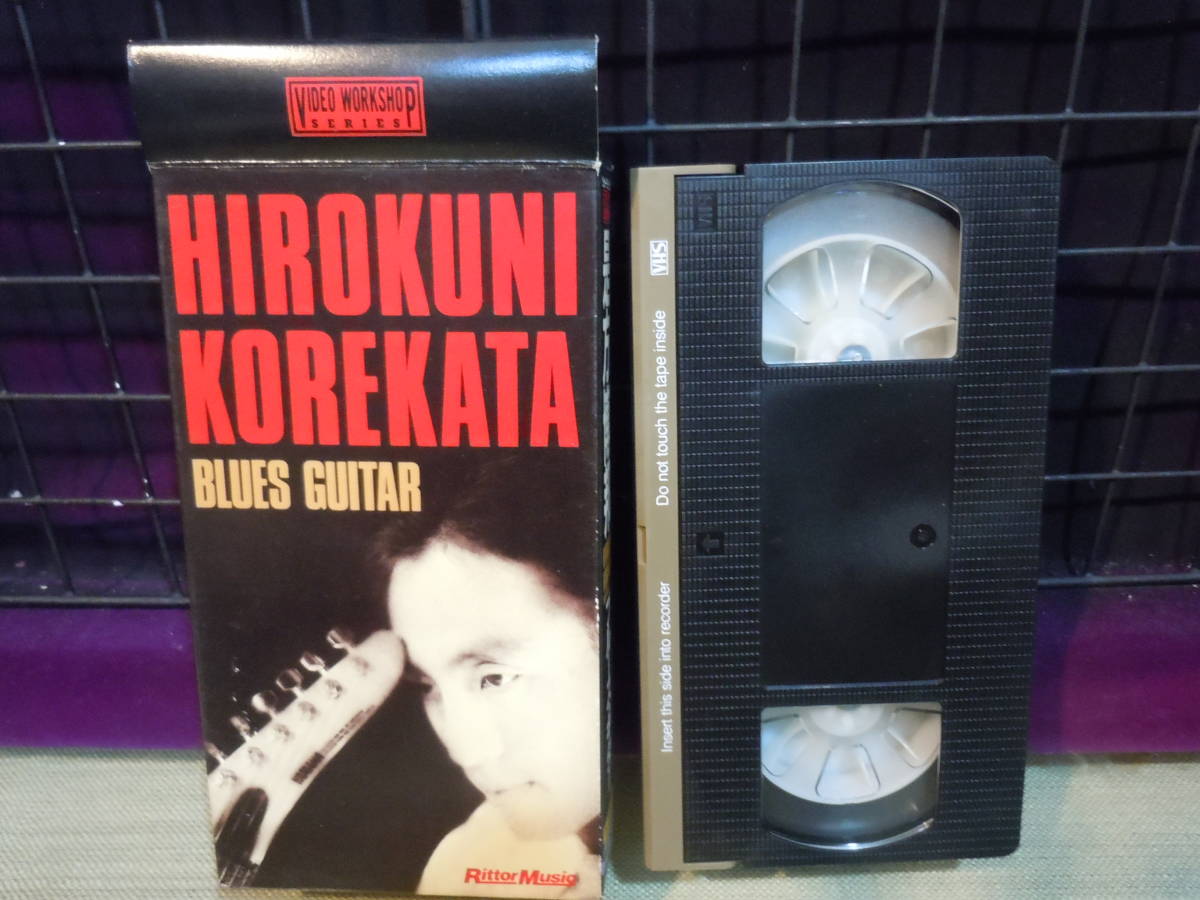 VIDEO WORKSHOP
SERIES
HIROKUNI
KOREKATA
BLUES GUITAR
RittorMusic
VHS
Do not touch the tape inside
Insert this side into recorder